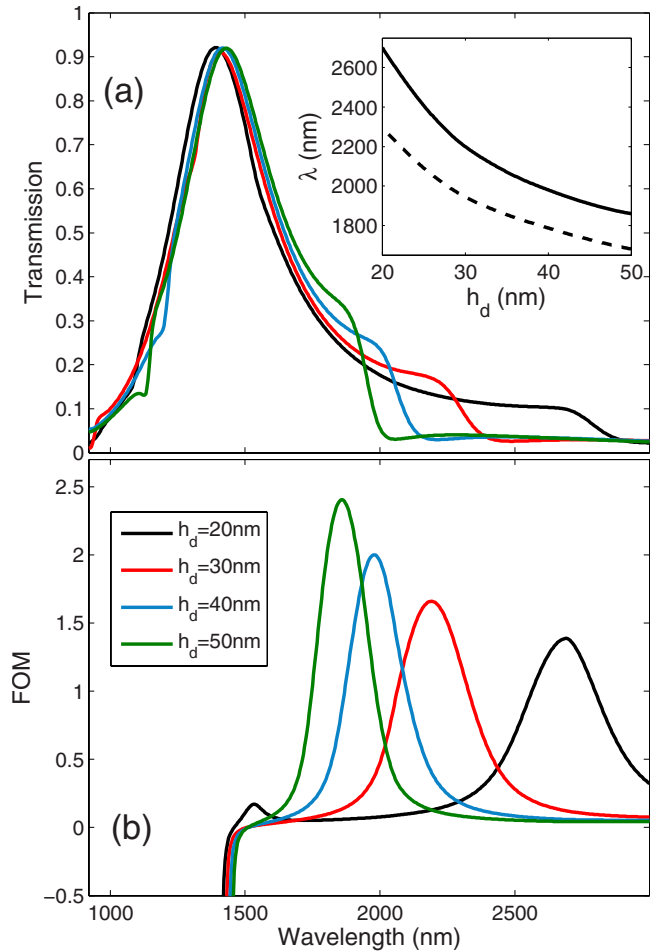 1
0.9
0.8
0.7
0.6
0.5
0.4
0.3
0.2
0.1
0
Transmission
(a)
2600
2400
2200
2000
1800
λ (nm)
20 30 40 50
h_d (nm)
2.5
2
1.5
1
0.5
0
−0.5
FOM
h_d=20nm
h_d=30nm
h_d=40nm
h_d=50nm
(b)
1000 1500 2000 2500
Wavelength (nm)